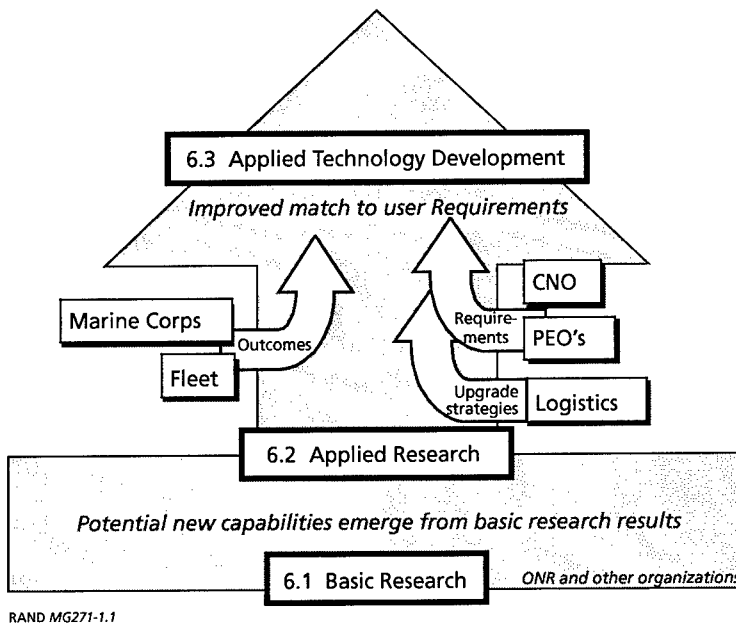 6.3 Applied Technology Development
Improved match to user Requirements
Marine Corps
Fleet
Outcomes
CNO
PEO's
Require-
ments
Upgrade
strategies
Logistics
6.2 Applied Research
Potential new capabilities emerge from basic research results
6.1 Basic Research
ONR and other organizations
RAND MG271-1.1